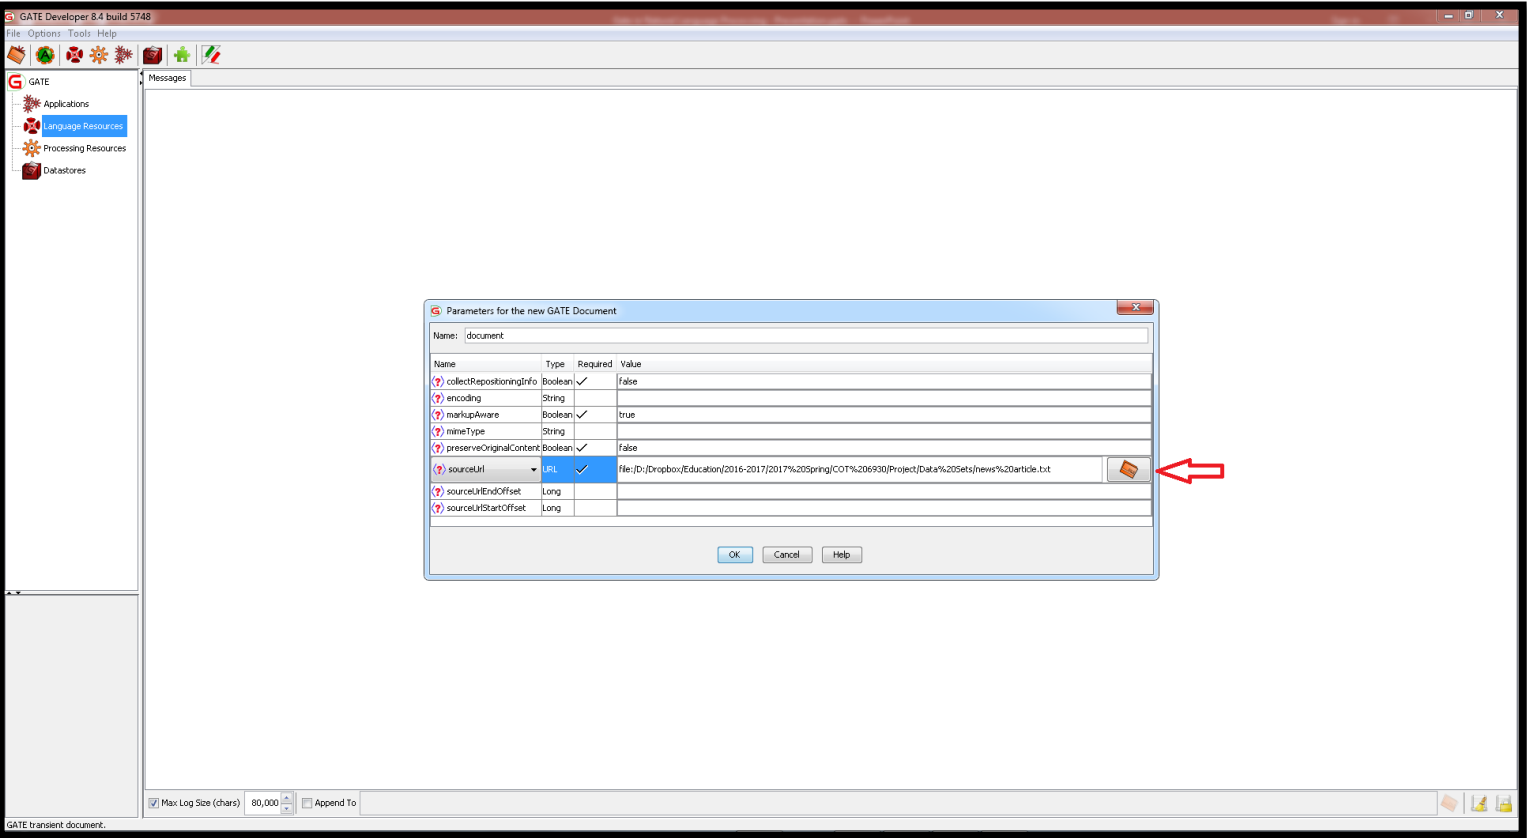 GATE Developer 8.4 build 5748
File Options Tools Help
GATE
Applications
Language Resources
Processing Resources
Datastores
Messages
Parameters for the new GATE Document
Name: document
Name Type Required Value
collectRepositioningInfo Boolean false
encoding String
markupAware Boolean true
mimeType String
preserveOriginalContent Boolean false
sourceUrl URL file:/D:/Dropbox/Education/2016-2017/2017%20Spring/COT%206930/Project/Data%20Sets/news%20article.txt
sourceUrlEndOffset Long
sourceUrlStartOffset Long
OK Cancel Help
Max Log Size (chars) 80,000 Append To
GATE transient document.